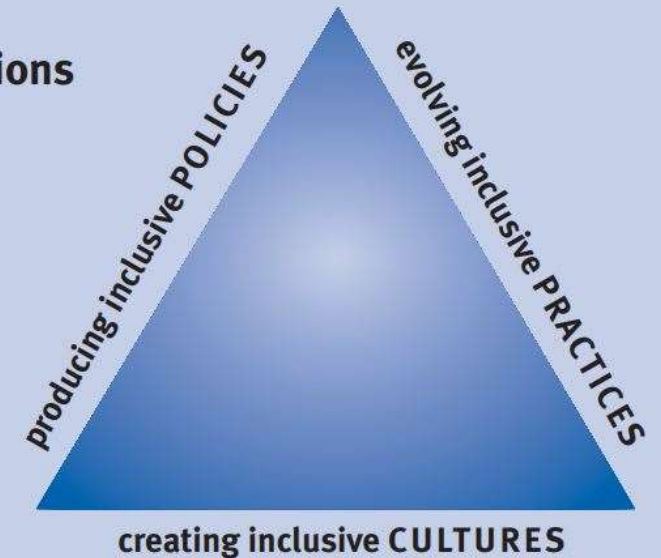 ions
producing inclusive POLICIES
evolving inclusive PRACTICES
creating inclusive CULTURES